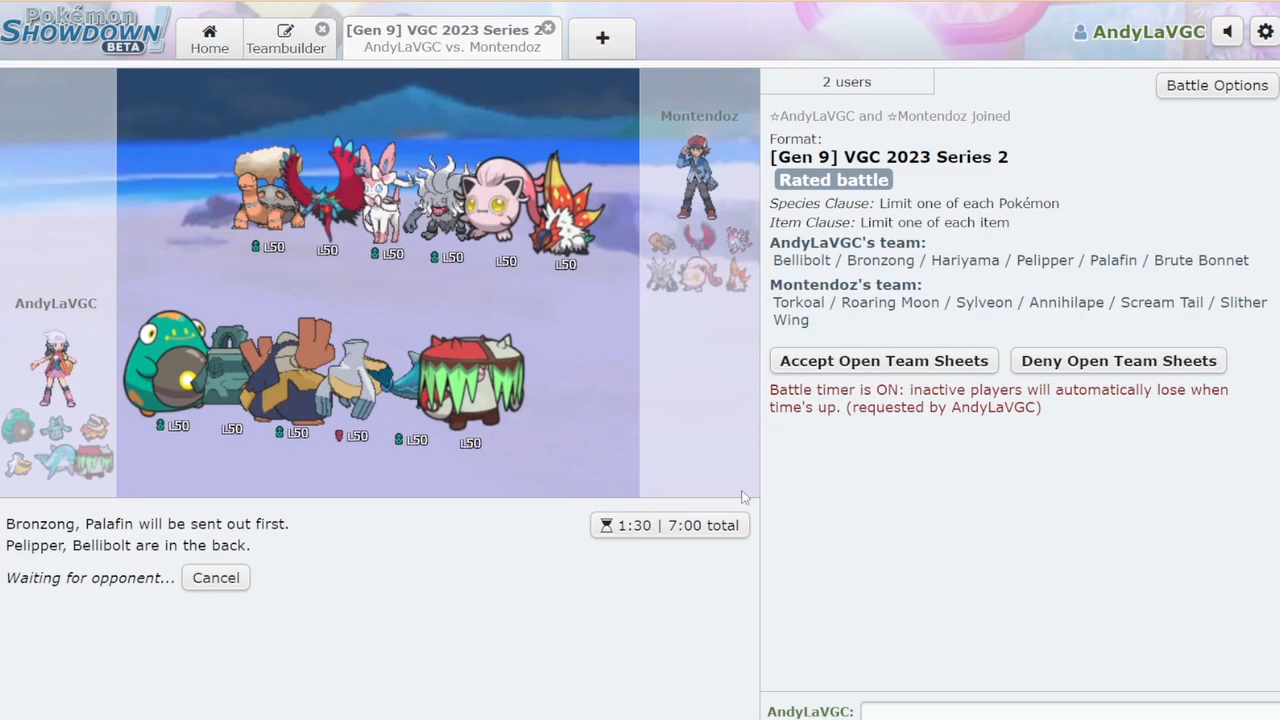 Pokémon
SHOWDOWN!
BETA
Home
Teambuilder
[Gen 9] VGC 2023 Series 2
AndyLaVGC vs. Montendoz
+
AndyLaVGC
2 users
Battle Options
☆AndyLaVGC and ☆Montendoz joined
Format:
[Gen 9] VGC 2023 Series 2
Rated battle
Species Clause: Limit one of each Pokémon
Item Clause: Limit one of each item
AndyLaVGC's team:
Bellibolt / Bronzong / Hariyama / Pelipper / Palafin / Brute Bonnet
Montendoz's team:
Torkoal / Roaring Moon / Sylveon / Annihilape / Scream Tail / Slither
Wing
Accept Open Team Sheets
Deny Open Team Sheets
Battle timer is ON: inactive players will automatically lose when
time's up. (requested by AndyLaVGC)
Montendoz
L50
L50
L50
L50
L50
L50
AndyLaVGC
L50
L50
L50
L50
L50
L50
Bronzong, Palafin will be sent out first.
Pelipper, Bellibolt are in the back.
Waiting for opponent...
Cancel
1:30 | 7:00 total
AndyLaVGC: